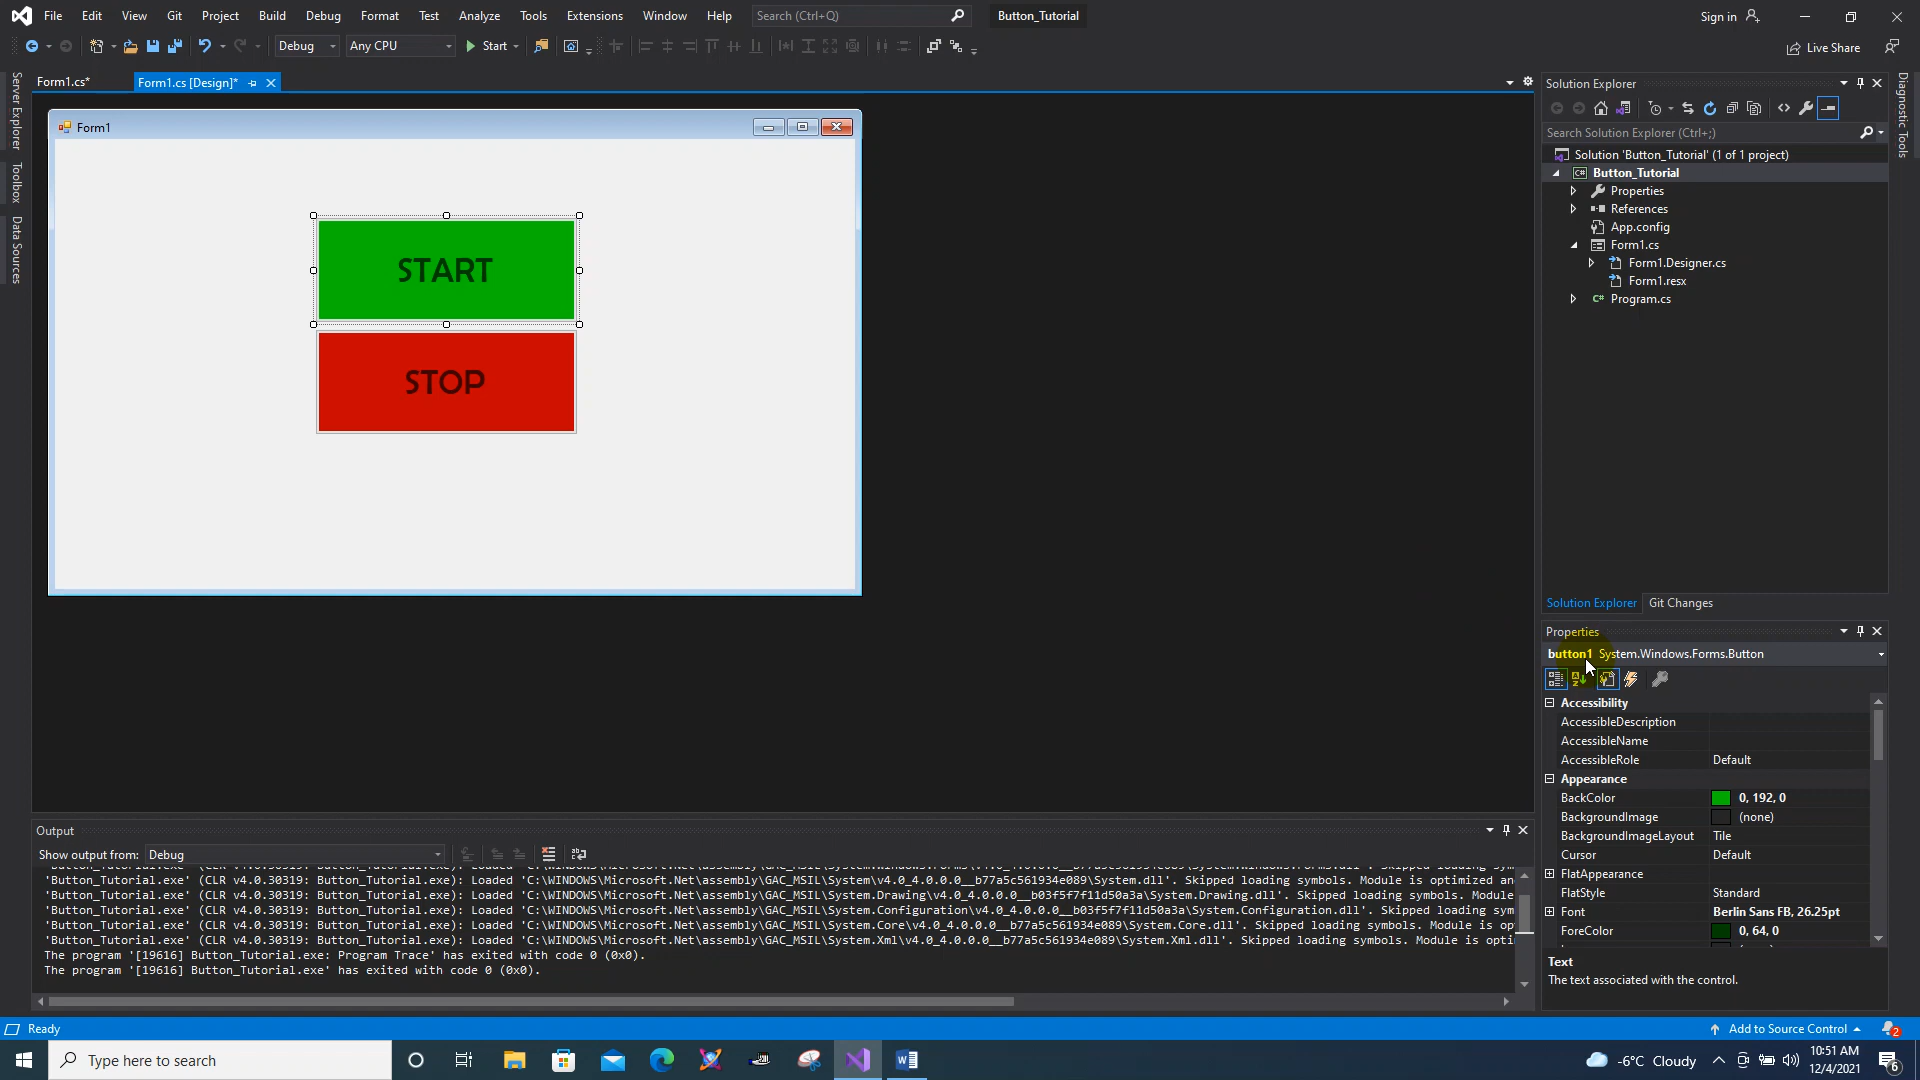 File Edit View Git Project Build Debug Format Test Analyze Tools Extensions Window Help Search (Ctrl+Q) Button_Tutorial Sign in
Debug Any CPU Start Live Share
Form1.cs* Form1.cs [Design]*
Server Explorer
Toolbox
Data Sources
Form1
START
STOP
Solution Explorer
Search Solution Explorer (Ctrl+;)
Solution 'Button_Tutorial' (1 of 1 project)
Button_Tutorial
Properties
References
App.config
Form1.cs
Form1.Designer.cs
Form1.resx
Program.cs
Diagnostic Tools
Solution Explorer Git Changes
Properties
button1 System.Windows.Forms.Button
Accessibility
AccessibleDescription
AccessibleName
AccessibleRole Default
Appearance
BackColor 0, 192, 0
BackgroundImage (none)
BackgroundImageLayout Tile
Cursor Default
FlatAppearance
FlatStyle Standard
Font Berlin Sans FB, 26.25pt
ForeColor 0, 64, 0
Text
The text associated with the control.
Output
Show output from: Debug
'Button_Tutorial.exe' (CLR v4.0.30319: Button_Tutorial.exe): Loaded 'C:\WINDOWS\Microsoft.Net\assembly\GAC_MSIL\System\v4.0_4.0.0.0__b77a5c561934e089\System.dll'. Skipped loading symbols. Module is optimized an
'Button_Tutorial.exe' (CLR v4.0.30319: Button_Tutorial.exe): Loaded 'C:\WINDOWS\Microsoft.Net\assembly\GAC_MSIL\System.Drawing\v4.0_4.0.0.0__b03f5f7f11d50a3a\System.Drawing.dll'. Skipped loading symbols. Module
'Button_Tutorial.exe' (CLR v4.0.30319: Button_Tutorial.exe): Loaded 'C:\WINDOWS\Microsoft.Net\assembly\GAC_MSIL\System.Configuration\v4.0_4.0.0.0__b03f5f7f11d50a3a\System.Configuration.dll'. Skipped loading sym
'Button_Tutorial.exe' (CLR v4.0.30319: Button_Tutorial.exe): Loaded 'C:\WINDOWS\Microsoft.Net\assembly\GAC_MSIL\System.Core\v4.0_4.0.0.0__b77a5c561934e089\System.Core.dll'. Skipped loading symbols. Module is op
'Button_Tutorial.exe' (CLR v4.0.30319: Button_Tutorial.exe): Loaded 'C:\WINDOWS\Microsoft.Net\assembly\GAC_MSIL\System.Xml\v4.0_4.0.0.0__b77a5c561934e089\System.Xml.dll'. Skipped loading symbols. Module is opti
The program '[19616] Button_Tutorial.exe: Program Trace' has exited with code 0 (0x0).
The program '[19616] Button_Tutorial.exe' has exited with code 0 (0x0).
Ready Add to Source Control 2
Type here to search -6°C Cloudy 10:51 AM
12/4/2021 6